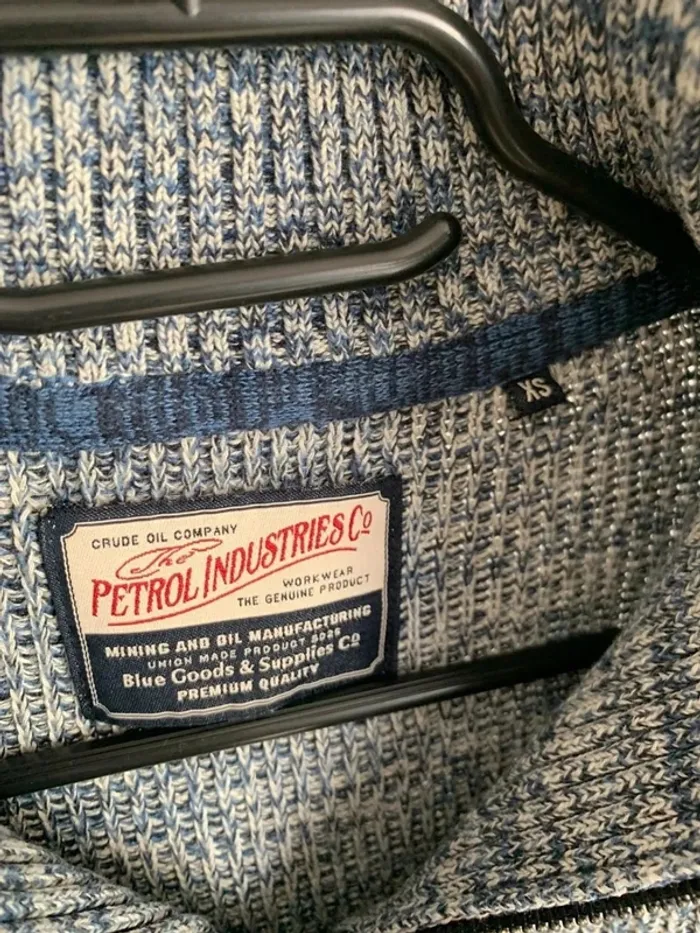 XS
CRUDE OIL COMPANY
The
PETROL INDUSTRIES Co
WORKWEAR
THE GENUINE PRODUCT
MINING AND OIL MANUFACTURING
UNION MADE PRODUCT
Blue Goods & Supplies Co
PREMIUM QUALITY